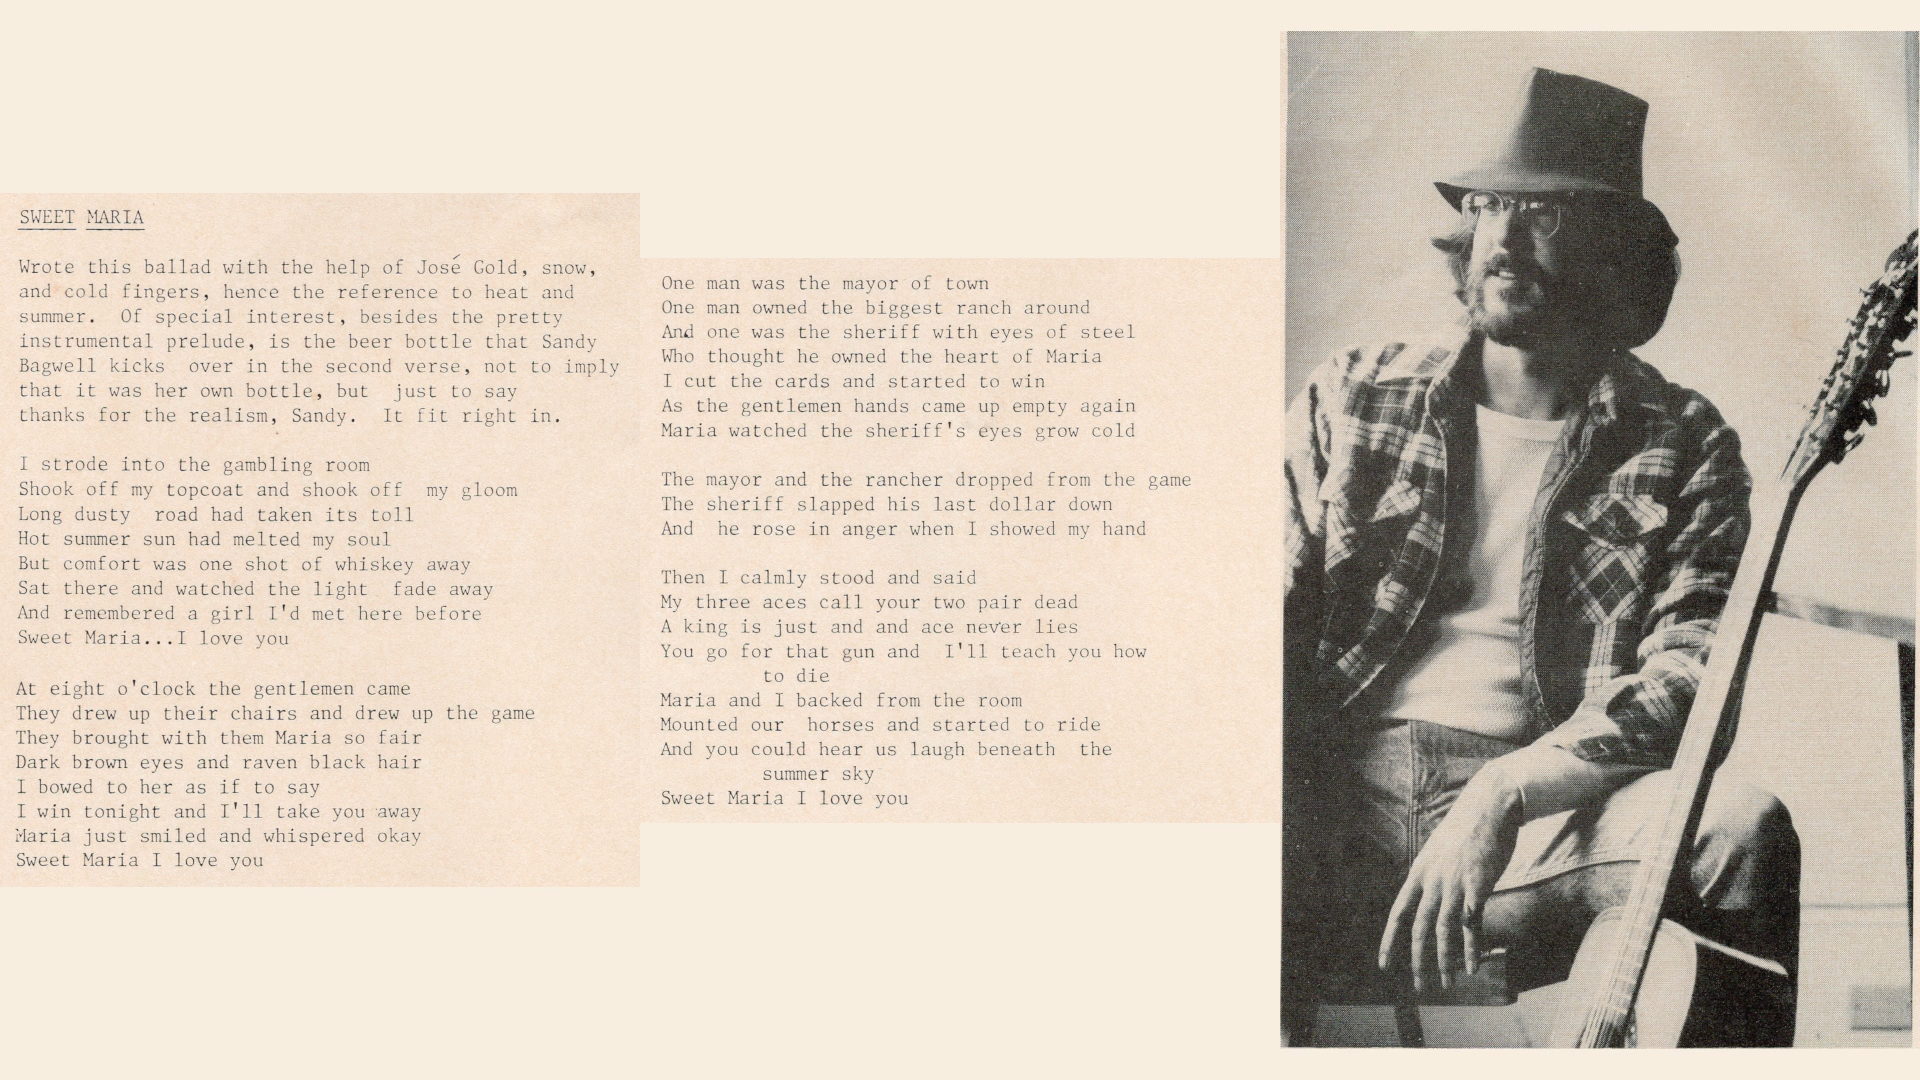 SWEET MARIA
Wrote this ballad with the help of José Gold, snow,
and cold fingers, hence the reference to heat and
summer. Of special interest, besides the pretty
instrumental prelude, is the beer bottle that Sandy
Bagwell kicks over in the second verse, not to imply
that it was her own bottle, but just to say
thanks for the realism, Sandy. It fit right in.
I strode into the gambling room
Shook off my topcoat and shook off my gloom
Long dusty road had taken its toll
Hot summer sun had melted my soul
But comfort was one shot of whiskey away
Sat there and watched the light fade away
And remembered a girl I'd met here before
Sweet Maria...I love you
At eight o'clock the gentlemen came
They drew up their chairs and drew up the game
They brought with them Maria so fair
Dark brown eyes and raven black hair
I bowed to her as if to say
I win tonight and I'll take you away
Maria just smiled and whispered okay
Sweet Maria I love you
One man was the mayor of town
One man owned the biggest ranch around
And one was the sheriff with eyes of steel
Who thought he owned the heart of Maria
I cut the cards and started to win
As the gentlemen hands came up empty again
Maria watched the sheriff's eyes grow cold
The mayor and the rancher dropped from the game
The sheriff slapped his last dollar down
And he rose in anger when I showed my hand
Then I calmly stood and said
My three aces call your two pair dead
A king is just and and ace never lies
You go for that gun and I'll teach you how
to die
Maria and I backed from the room
Mounted our horses and started to ride
And you could hear us laugh beneath the
summer sky
Sweet Maria I love you